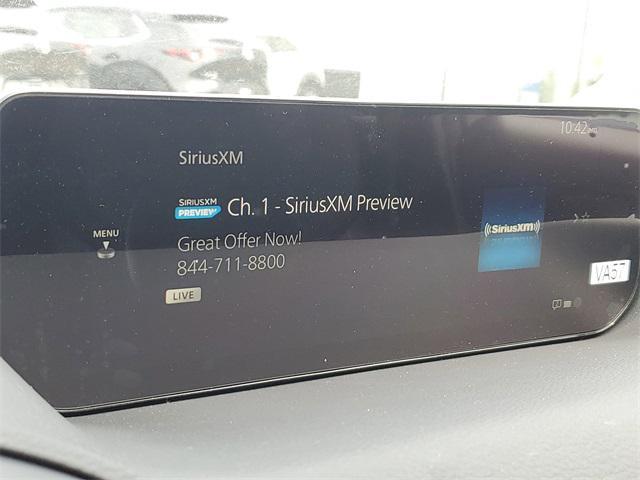 10:42
SiriusXM
SIRIUSXM
PREVIEW
Ch. 1 - SiriusXM Preview
MENU
Great Offer Now!
844-711-8800
LIVE
((SiriusXM))
VA57